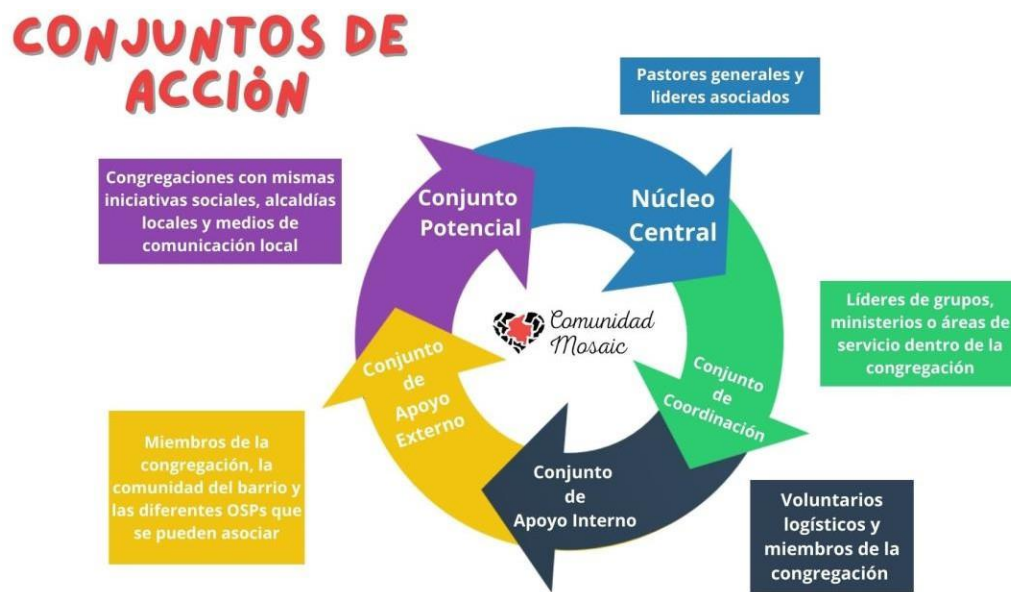 CONJUNTOS DE
ACCIÓN
Pastores generales y
lideres asociados
Núcleo
Central
Líderes de grupos,
ministerios o áreas de
servicio dentro de la
congregación
Conjunto
de
Coordinación
Voluntarios
logísticos y
miembros de la
congregación
Conjunto
de
Apoyo Interno
Miembros de la
congregación, la
comunidad del barrio y
las diferentes OSPs que
se pueden asociar
Conjunto
de
Apoyo
Externo
Congregaciones con mismas
iniciativas sociales, alcaldías
locales y medios de
comunicación local
Conjunto
Potencial
Comunidad
Mosaic